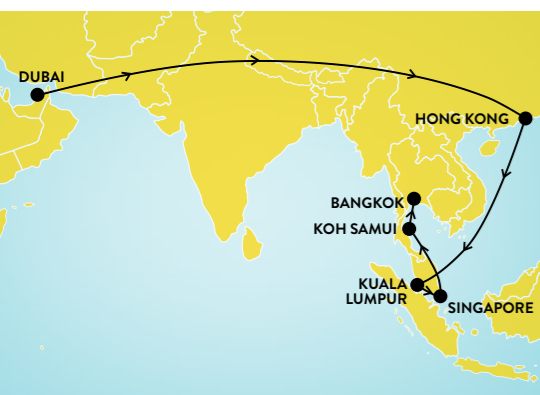 DUBAI
HONG KONG
BANGKOK
KOH SAMUI
KUALA
LUMPUR
SINGAPORE